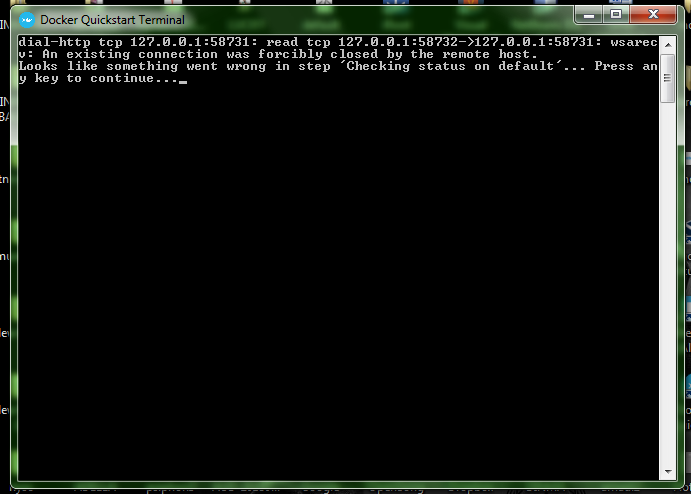 Docker Quickstart Terminal
dial-http tcp 127.0.0.1:58731: read tcp 127.0.0.1:58732->127.0.0.1:58731: wsarec
v: An existing connection was forcibly closed by the remote host.
Looks like something went wrong in step ´Checking status on default´... Press an
y key to continue...